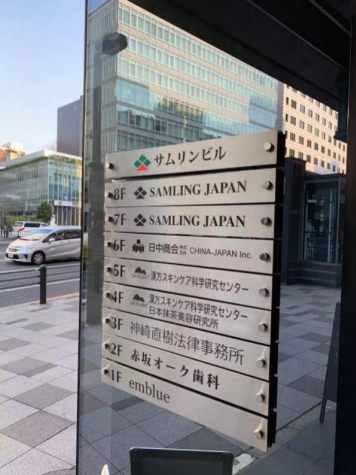 サムリンビル
8F SAMLING JAPAN
7F SAMLING JAPAN
6F 日中商会 CHINA-JAPAN Inc.
5F 漢方スキンケア科学研究センター
4F 漢方スキンケア科学研究センター
日本抹茶美容研究所
3F 神崎直樹法律事務所
2F 赤坂オーク歯科
1F emblue